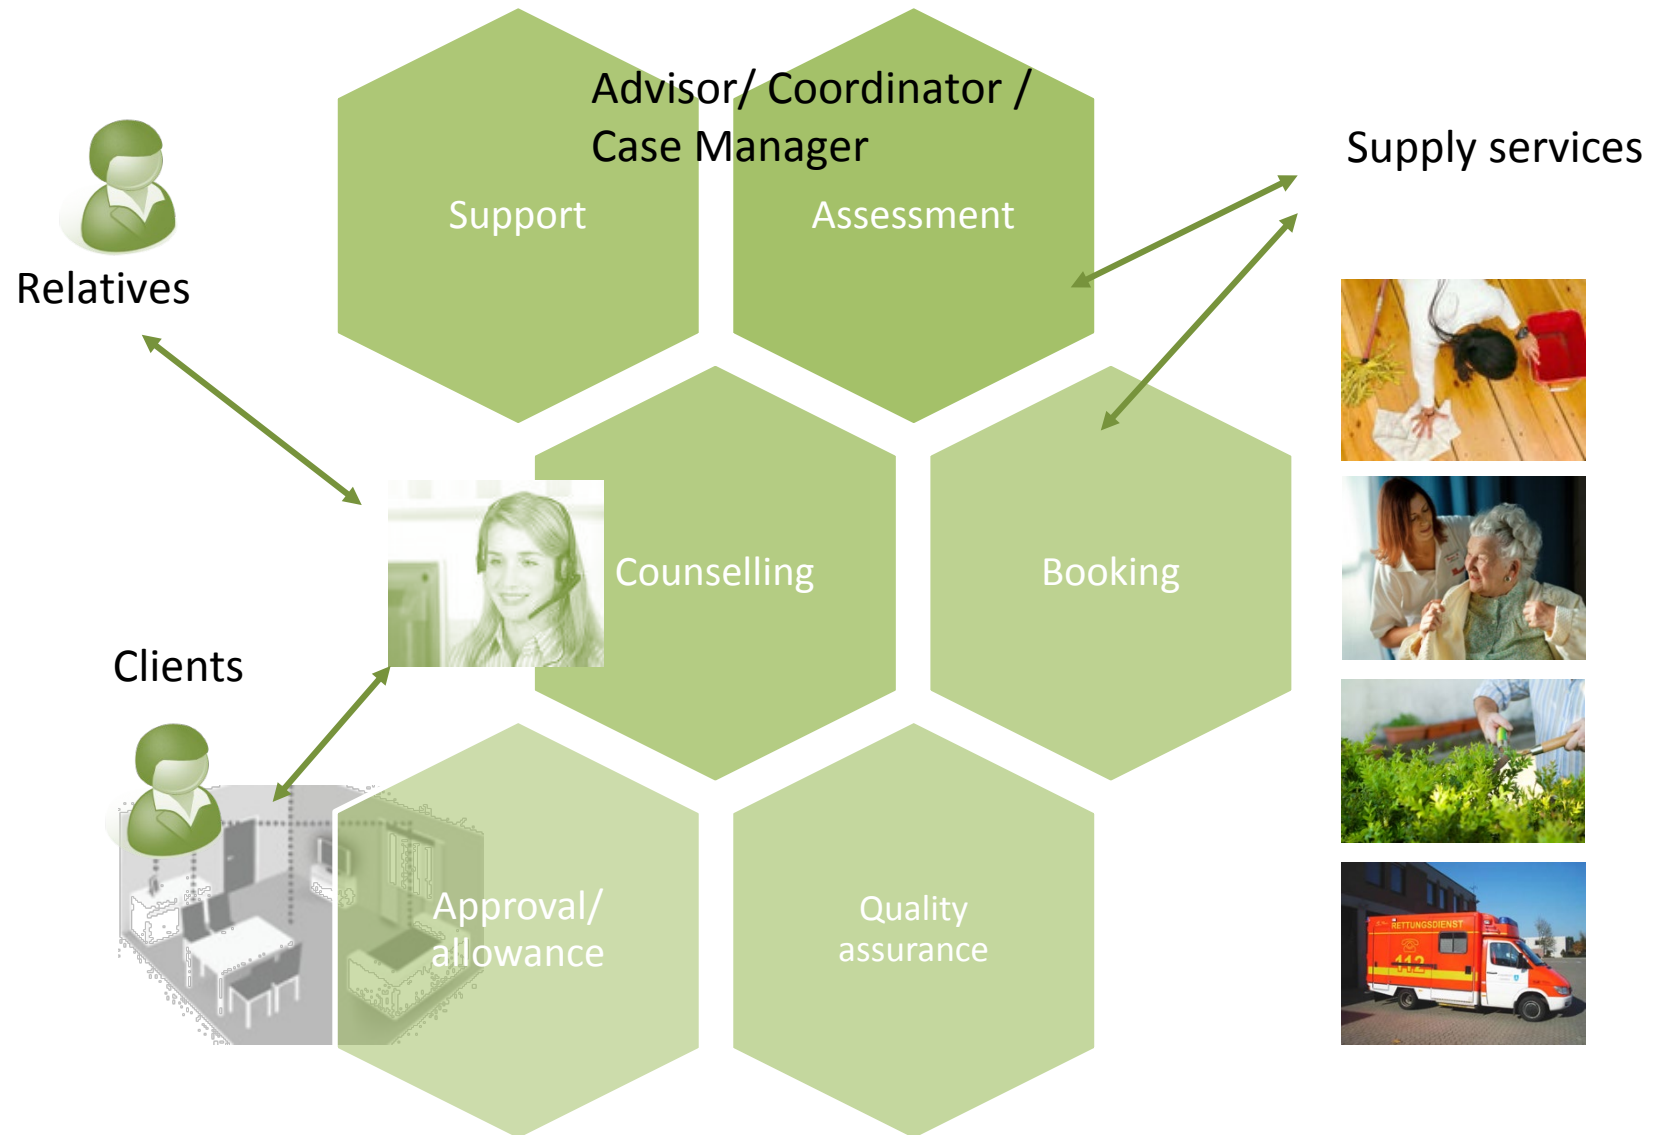 Advisor/ Coordinator /
Case Manager
Supply services
Support
Assessment
Relatives
Counselling
Booking
Clients
Approval/
allowance
Quality
assurance
RETTUNGSDIENST
112